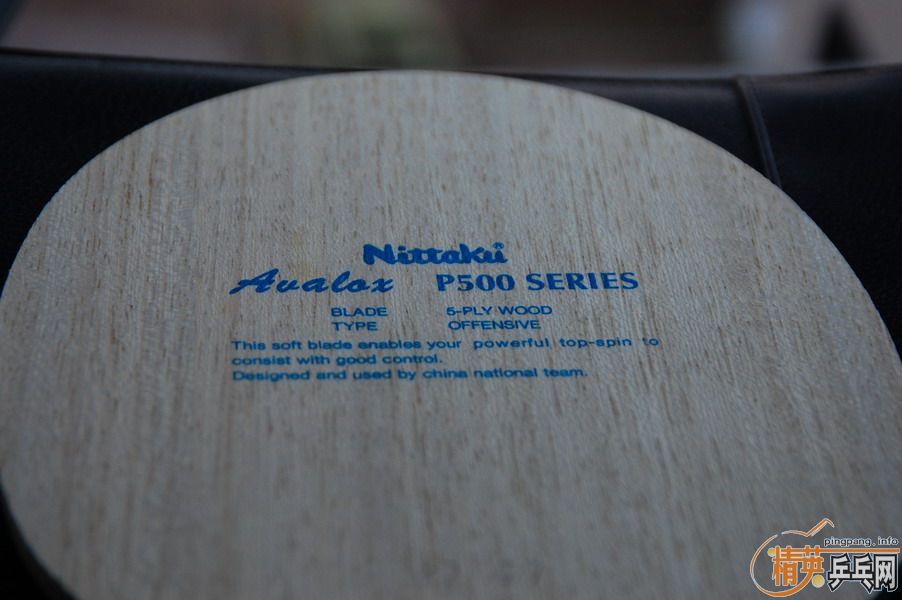 Nittaku®
Avalox P500 SERIES
BLADE 5-PLY WOOD
TYPE OFFENSIVE
This soft blade enables your powerful top-spin to
consist with good control.
Designed and used by china national team.
pingpang.info
精英乒乓网